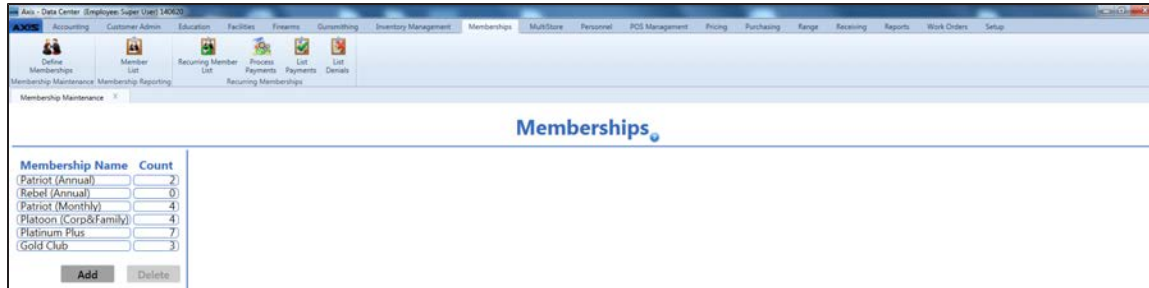 Axis - Data Center (Employee: Super User) 140620
AXIS Accounting Customer Admin Education Facilities Firearms Gunsmithing Inventory Management Memberships MultiStore Personnel POS Management Pricing Purchasing Range Receiving Reports Work Orders Setup
Define Memberships Member List Recurring Member List Process Payments List Payments List Denials
Membership Maintenance Membership Reporting Recurring Memberships
Membership Maintenance X
Memberships
Membership Name Count
Patriot (Annual) 2
Rebel (Annual) 0
Patriot (Monthly) 4
Platoon (Corp&Family) 4
Platinum Plus 7
Gold Club 3
Add Delete